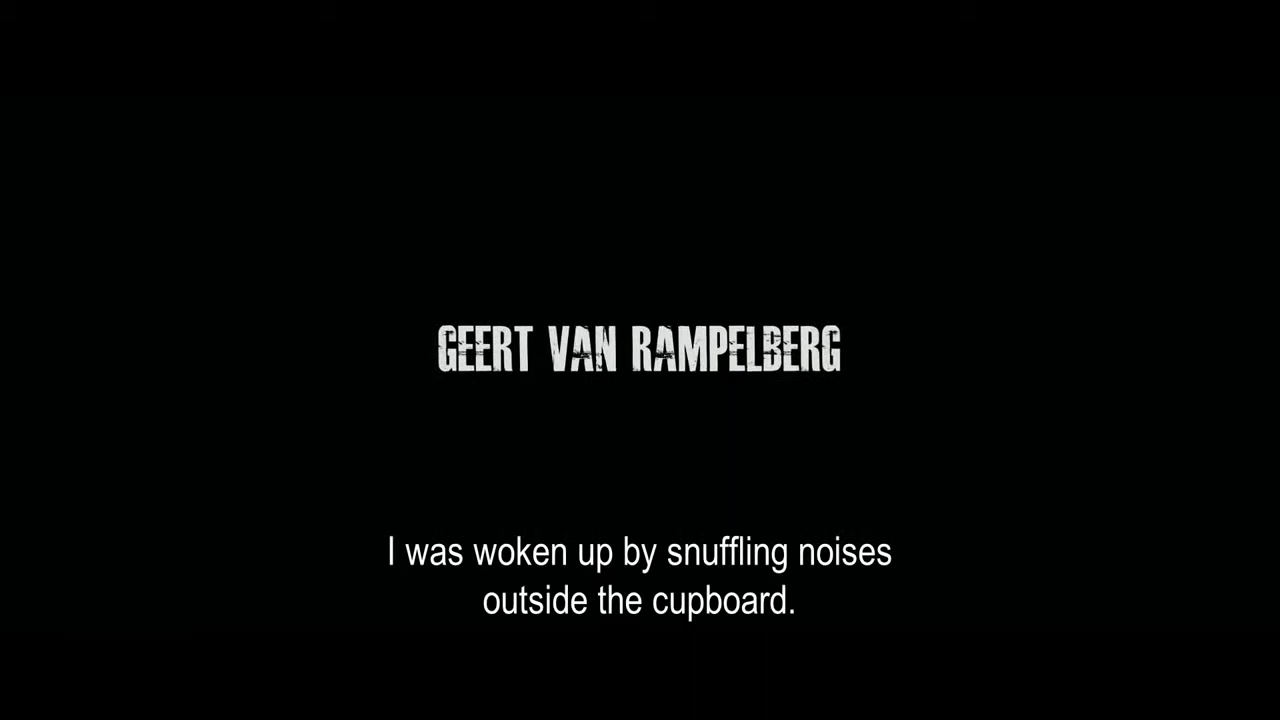 GEERT VAN RAMPELBERG
I was woken up by snuffling noises
outside the cupboard.